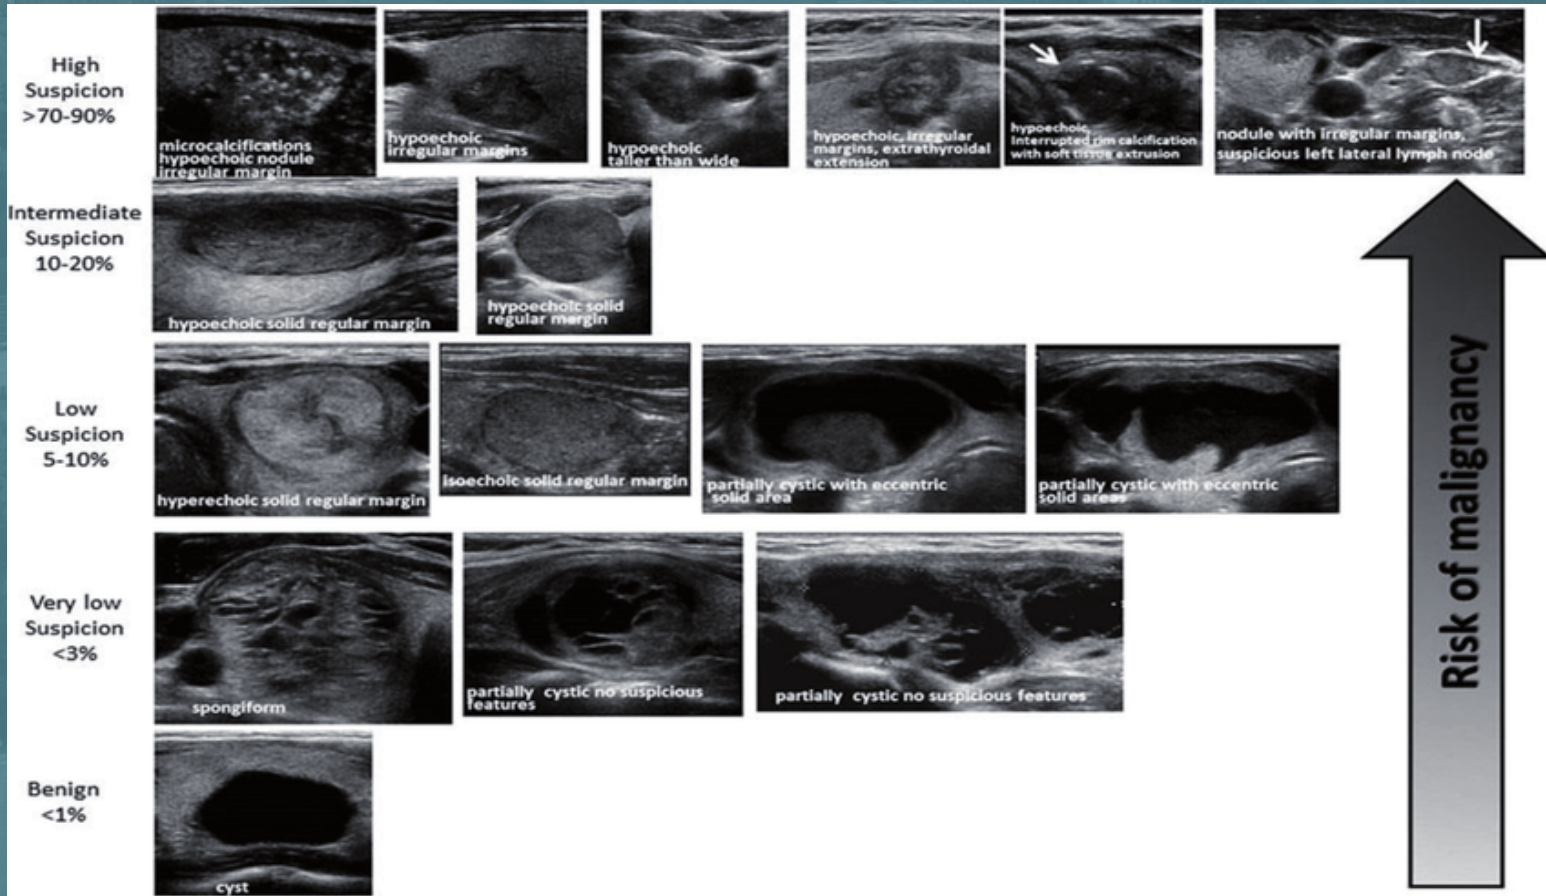 High
Suspicion
>70-90%
microcalcifications
hypoechoic nodule
irregular margin
hypoechoic
irregular margins
hypoechoic
taller than wide
hypoechoic, irregular
margins, extrathyroidal
extension
hypoechoic,
interrupted rim calcification
with soft tissue extrusion
nodule with irregular margins,
suspicious left lateral lymph node
Intermediate
Suspicion
10-20%
hypoechoic solid regular margin
hypoechoic solid
regular margin
Low
Suspicion
5-10%
hyperechoic solid regular margin
isoechoic solid regular margin
partially cystic with eccentric
solid area
partially cystic with eccentric
solid areas
Very low
Suspicion
<3%
spongiform
partially cystic no suspicious
features
partially cystic no suspicious features
Benign
<1%
cyst
Risk of malignancy